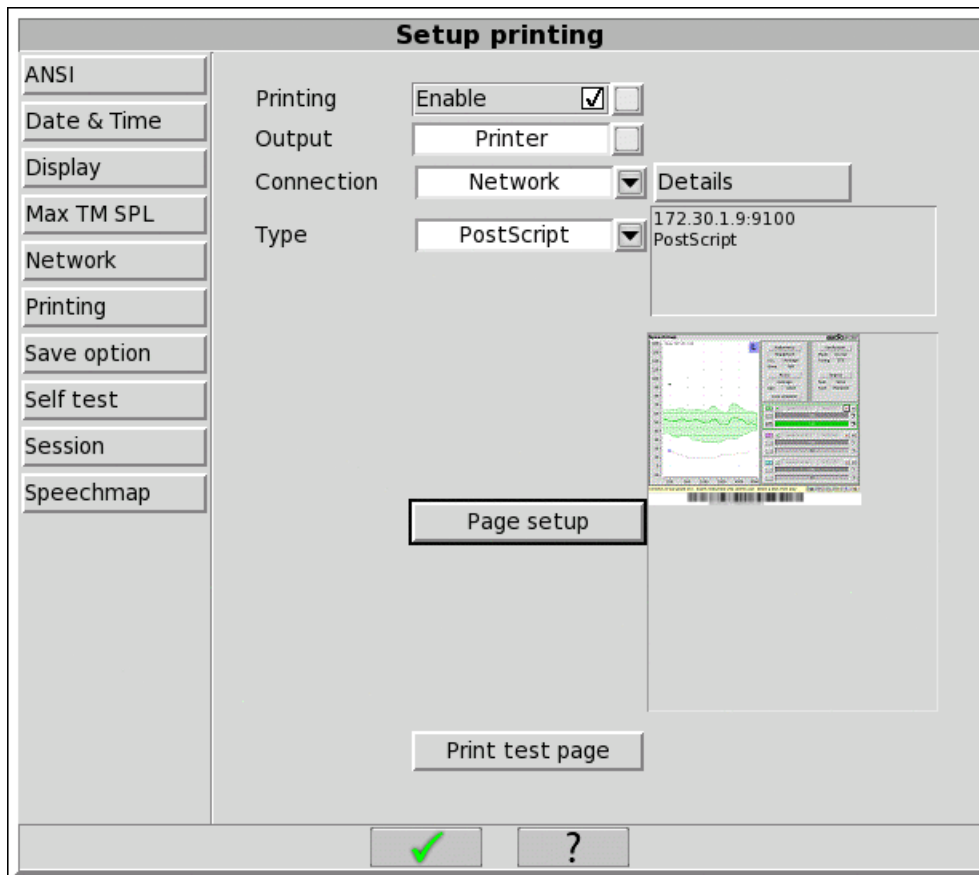 Setup printing
ANSI
Date & Time
Display
Max TM SPL
Network
Printing
Save option
Self test
Session
Speechmap
Printing Enable
Output Printer
Connection Network Details
Type PostScript
172.30.1.9:9100
PostScript
Page setup
Print test page
?